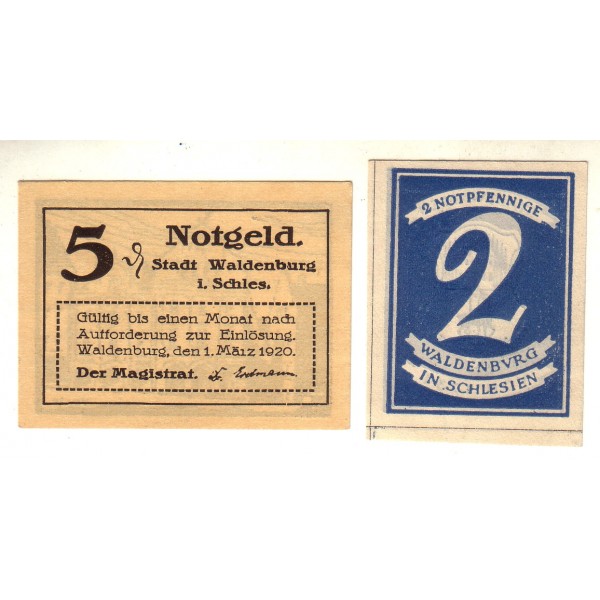 5 ₰ Notgeld.
Stadt Waldenburg
i. Schles.
Gültig bis einen Monat nach
Aufforderung zur Einlösung.
Waldenburg, den 1. März 1920.
Der Magistrat. Erdmann
2 NOTPFENNIGE
2
WALDENBVRG
IN SCHLESIEN